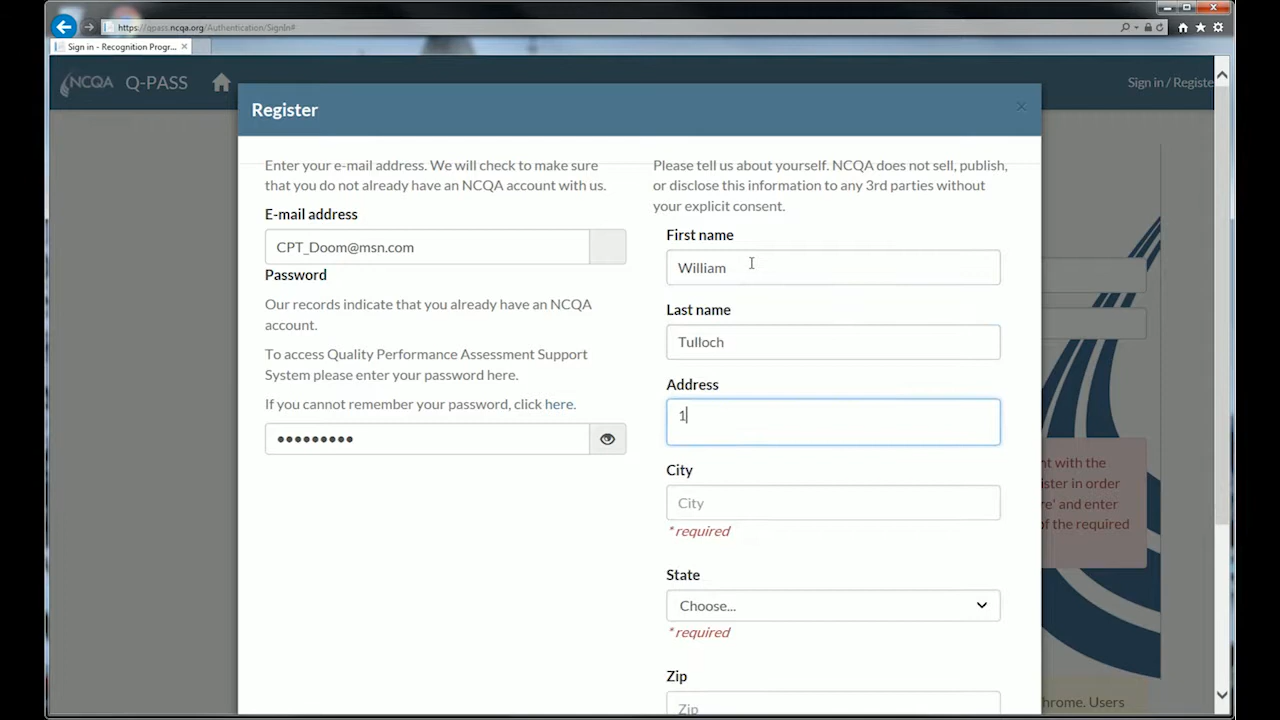 https://qpass.ncqa.org/Authentication/SignIn#
Sign in - Recognition Progr...
NCQA Q-PASS
Sign in / Registe
Register
Enter your e-mail address. We will check to make sure
that you do not already have an NCQA account with us.
E-mail address
CPT_Doom@msn.com
Password
Our records indicate that you already have an NCQA
account.
To access Quality Performance Assessment Support
System please enter your password here.
If you cannot remember your password, click here.
Please tell us about yourself. NCQA does not sell, publish,
or disclose this information to any 3rd parties without
your explicit consent.
First name
William
Last name
Tulloch
Address
1
City
City
* required
State
Choose...
* required
Zip
Zip
nt with the
ister in order
re' and enter
of the required
hrome. Users